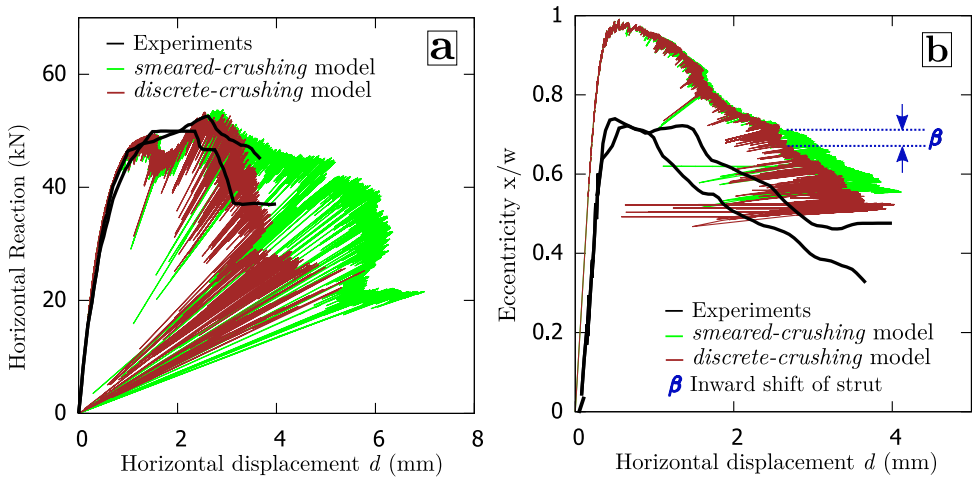 a
Experiments
smeared-crushing model
discrete-crushing model
Horizontal Reaction (kN)
60
40
20
0
0 2 4 6 8
Horizontal displacement d (mm)
b
β
Eccentricity x/w
1
0.8
0.6
0.4
0.2
0
Experiments
smeared-crushing model
discrete-crushing model
β Inward shift of strut
0 2 4
Horizontal displacement d (mm)